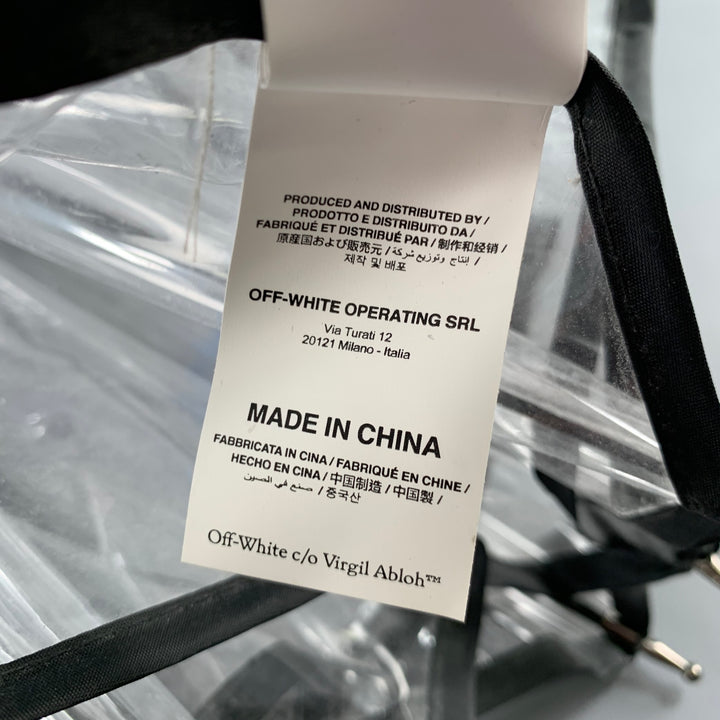 PRODUCED AND DISTRIBUTED BY /
PRODOTTO E DISTRIBUITO DA /
FABRIQUÉ ET DISTRIBUÉ PAR / 制作和经销 /
原産国および販売元 / إنتاج وتوزيع شركة /
제작 및 배포
OFF-WHITE OPERATING SRL
Via Turati 12
20121 Milano - Italia
MADE IN CHINA
FABBRICATA IN CINA / FABRIQUÉ EN CHINE /
HECHO EN CINA / 中国制造 / 中国製 /
صنع في الصين / 중국산
Off-White c/o Virgil Abloh™